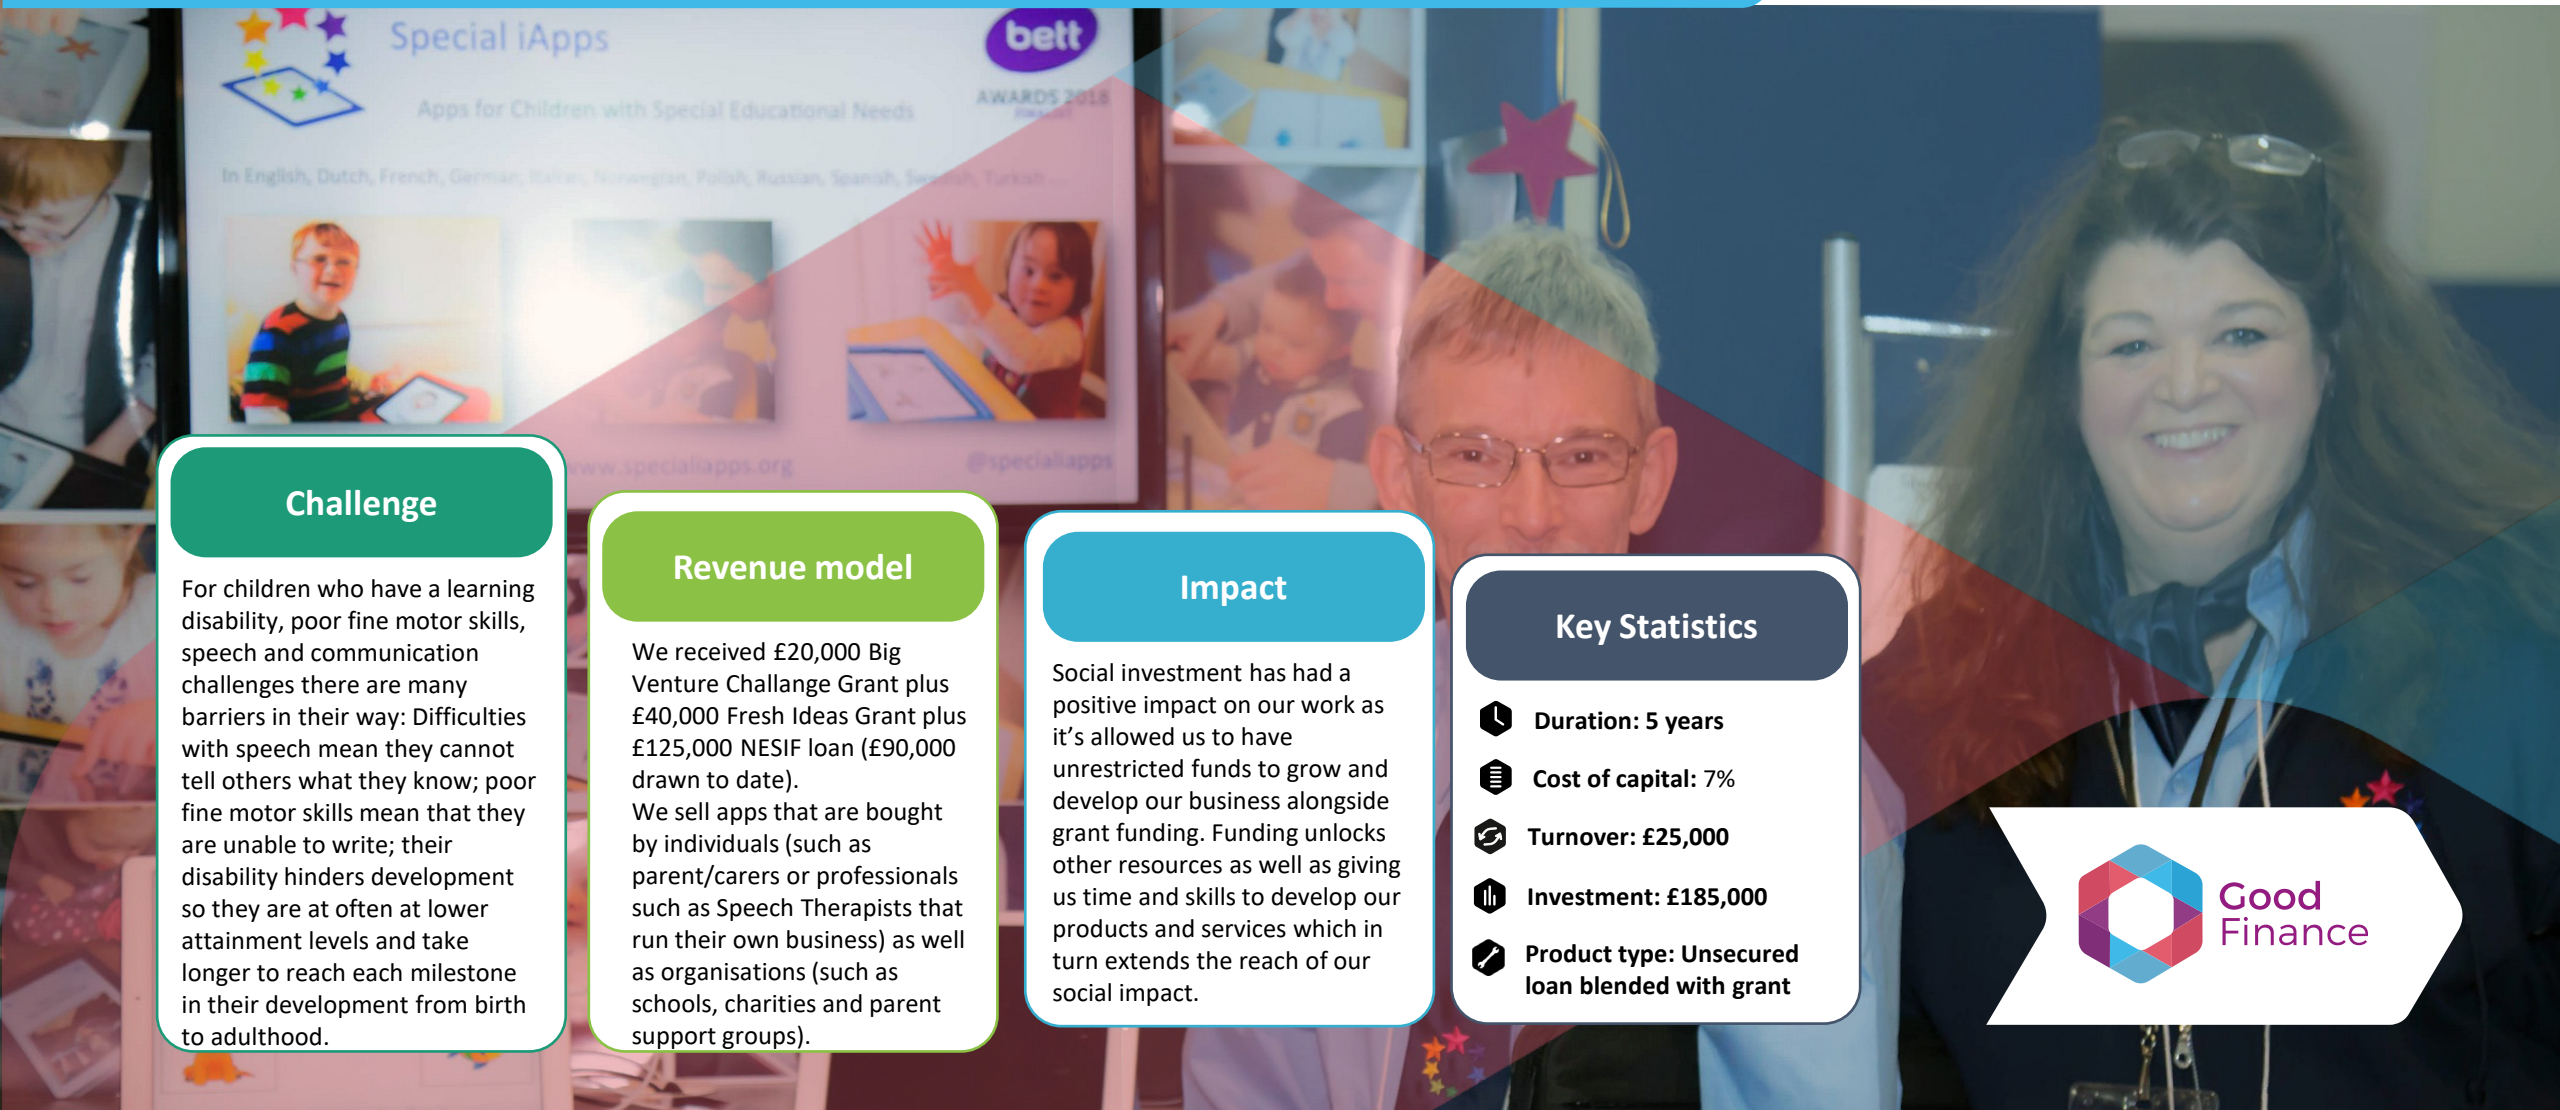 Special iApps
bett
AWARDS 2018
FINALIST
Apps for Children with Special Educational Needs
In English, Dutch, French, German, Italian, Norwegian, Polish, Russian, Spanish, Swedish, Turkish ...
www.specialiapps.org
@specialiapps
Challenge
For children who have a learning
disability, poor fine motor skills,
speech and communication
challenges there are many
barriers in their way: Difficulties
with speech mean they cannot
tell others what they know; poor
fine motor skills mean that they
are unable to write; their
disability hinders development
so they are at often at lower
attainment levels and take
longer to reach each milestone
in their development from birth
to adulthood.
Revenue model
We received £20,000 Big
Venture Challange Grant plus
£40,000 Fresh Ideas Grant plus
£125,000 NESIF loan (£90,000
drawn to date).
We sell apps that are bought
by individuals (such as
parent/carers or professionals
such as Speech Therapists that
run their own business) as well
as organisations (such as
schools, charities and parent
support groups).
Impact
Social investment has had a
positive impact on our work as
it’s allowed us to have
unrestricted funds to grow and
develop our business alongside
grant funding. Funding unlocks
other resources as well as giving
us time and skills to develop our
products and services which in
turn extends the reach of our
social impact.
Key Statistics
Duration: 5 years
Cost of capital: 7%
Turnover: £25,000
Investment: £185,000
Product type: Unsecured
loan blended with grant
Good
Finance